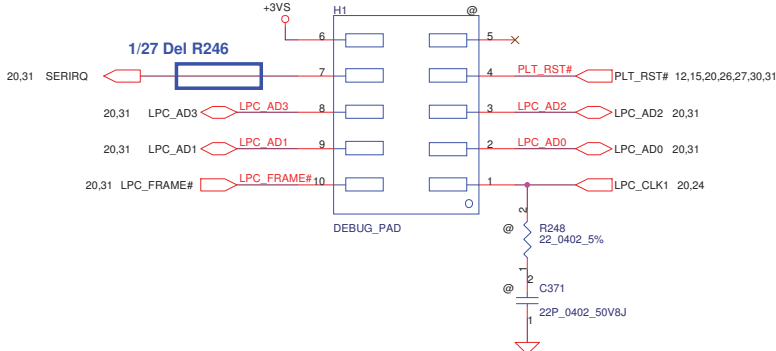 +3VS
H1
@
1/27 Del R246
6
5
20,31 SERIRQ
7
4
PLT_RST#
PLT_RST# 12,15,20,26,27,30,31
20,31 LPC_AD3
LPC_AD3
8
3
LPC_AD2
LPC_AD2 20,31
20,31 LPC_AD1
LPC_AD1
9
2
LPC_AD0
LPC_AD0 20,31
20,31 LPC_FRAME#
LPC_FRAME#
10
1
LPC_CLK1 20,24
DEBUG_PAD
2
@
R248
22_0402_5%
1
2
@
C371
22P_0402_50V8J
1